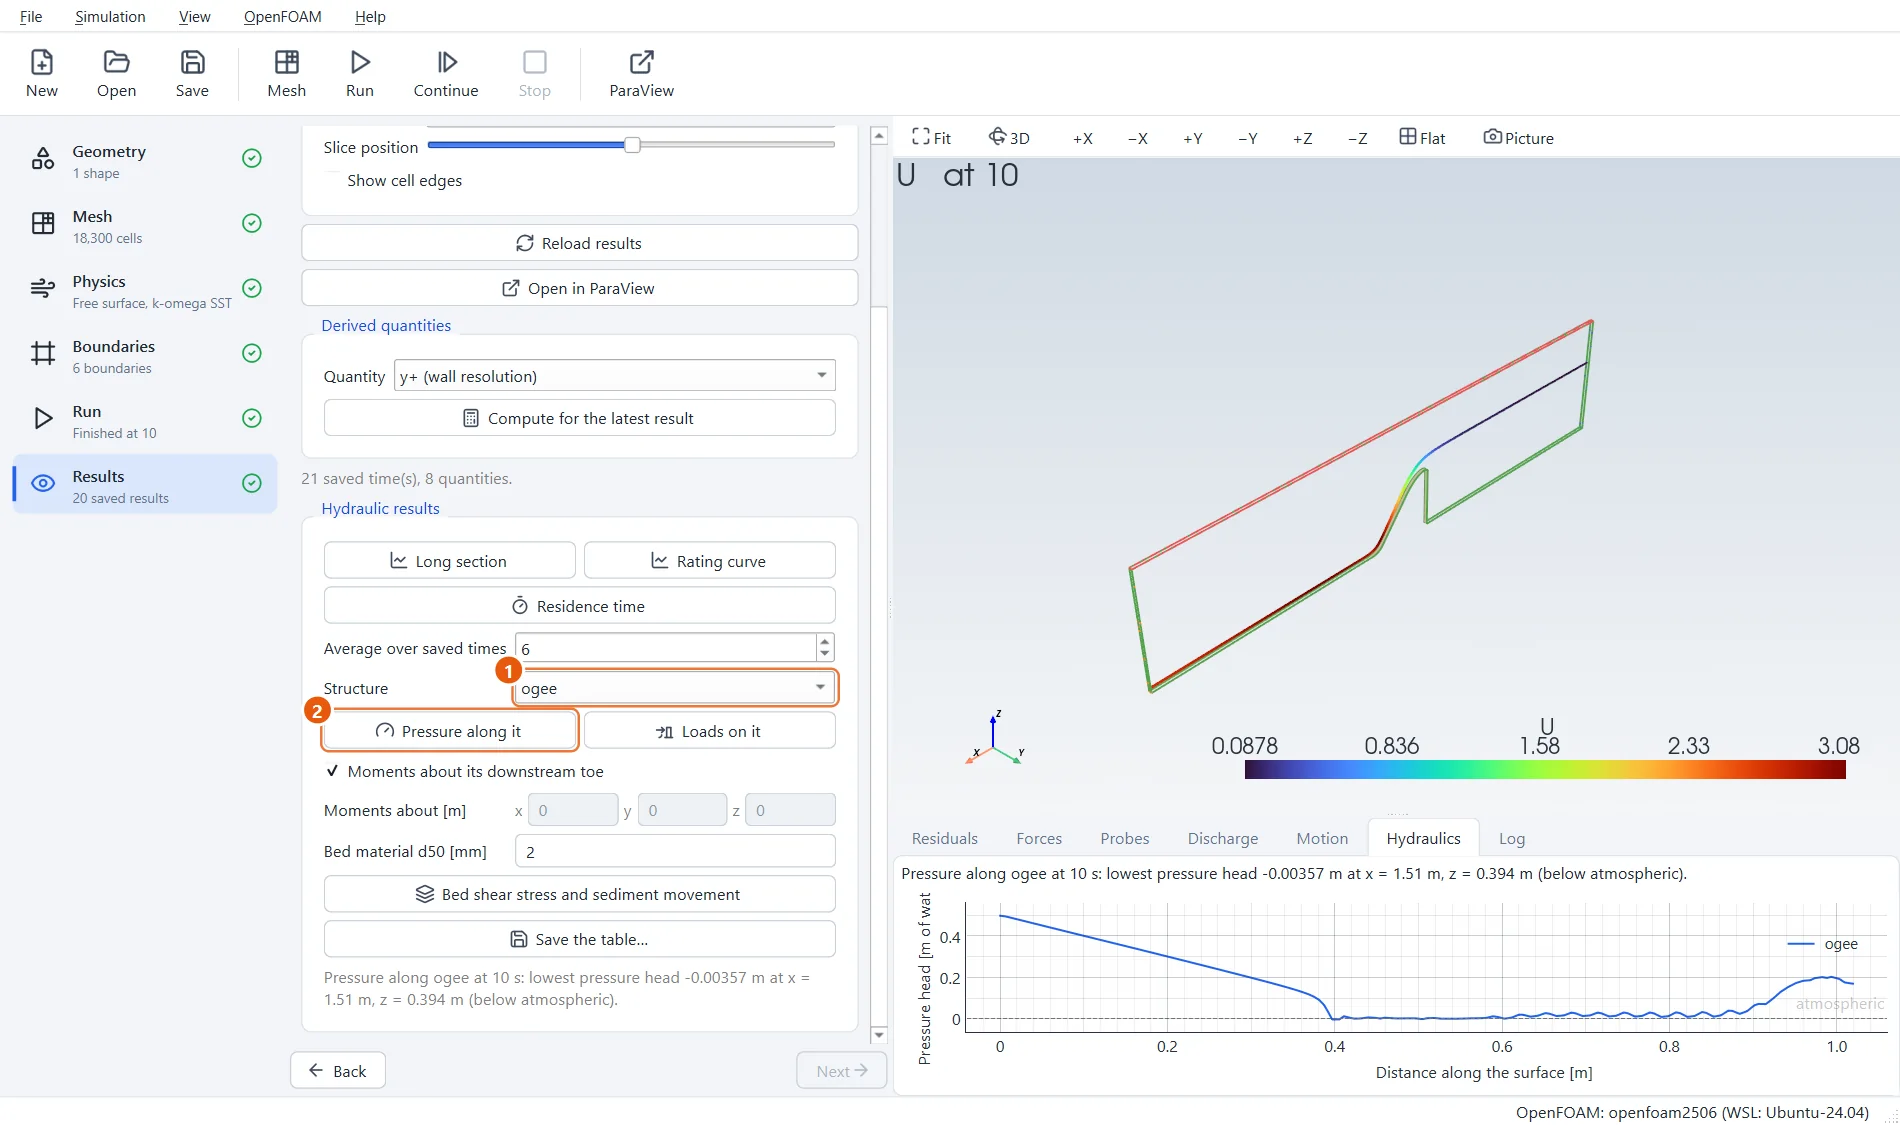 File Simulation View OpenFOAM Help
New Open Save Mesh Run Continue Stop ParaView
Geometry
1 shape
Mesh
18,300 cells
Physics
Free surface, k-omega SST
Boundaries
6 boundaries
Run
Finished at 10
Results
20 saved results
Slice position
Show cell edges
Reload results
Open in ParaView
Derived quantities
Quantity y+ (wall resolution)
Compute for the latest result
21 saved time(s), 8 quantities.
Hydraulic results
Long section Rating curve
Residence time
Average over saved times 6
1
Structure ogee
2
Pressure along it Loads on it
Moments about its downstream toe
Moments about [m] x 0 y 0 z 0
Bed material d50 [mm] 2
Bed shear stress and sediment movement
Save the table...
Pressure along ogee at 10 s: lowest pressure head -0.00357 m at x =
1.51 m, z = 0.394 m (below atmospheric).
Back Next
Fit 3D +X −X +Y −Y +Z −Z Flat Picture
U at 10
z
x Y
U
0.0878 0.836 1.58 2.33 3.08
Residuals Forces Probes Discharge Motion Hydraulics Log
Pressure along ogee at 10 s: lowest pressure head -0.00357 m at x = 1.51 m, z = 0.394 m (below atmospheric).
Pressure head [m of wat
0.4
0.2
0
ogee
atmospheric
0 0.2 0.4 0.6 0.8 1.0
Distance along the surface [m]
OpenFOAM: openfoam2506 (WSL: Ubuntu-24.04)